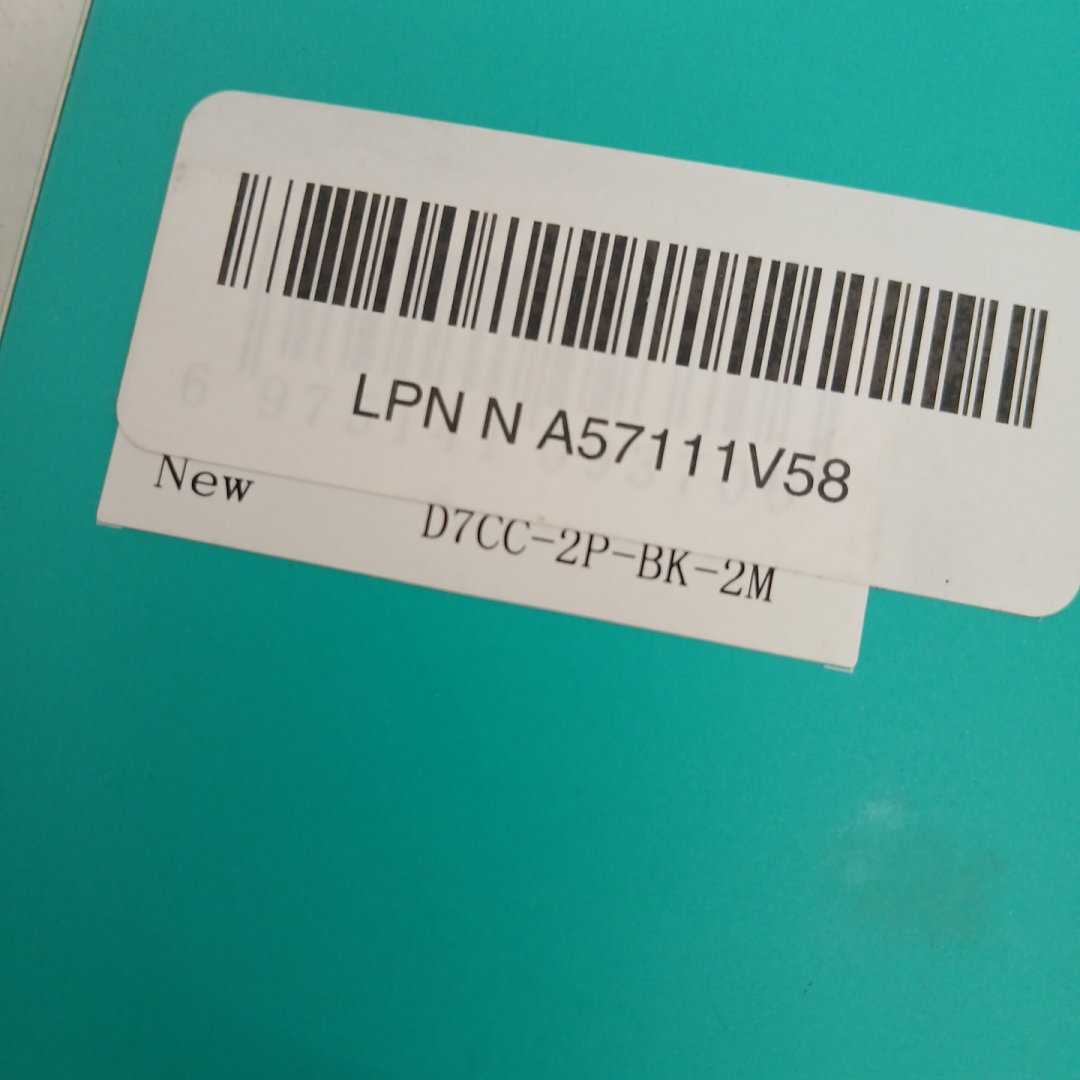 LPN N A57111V58
New
D7CC-2P-BK-2M